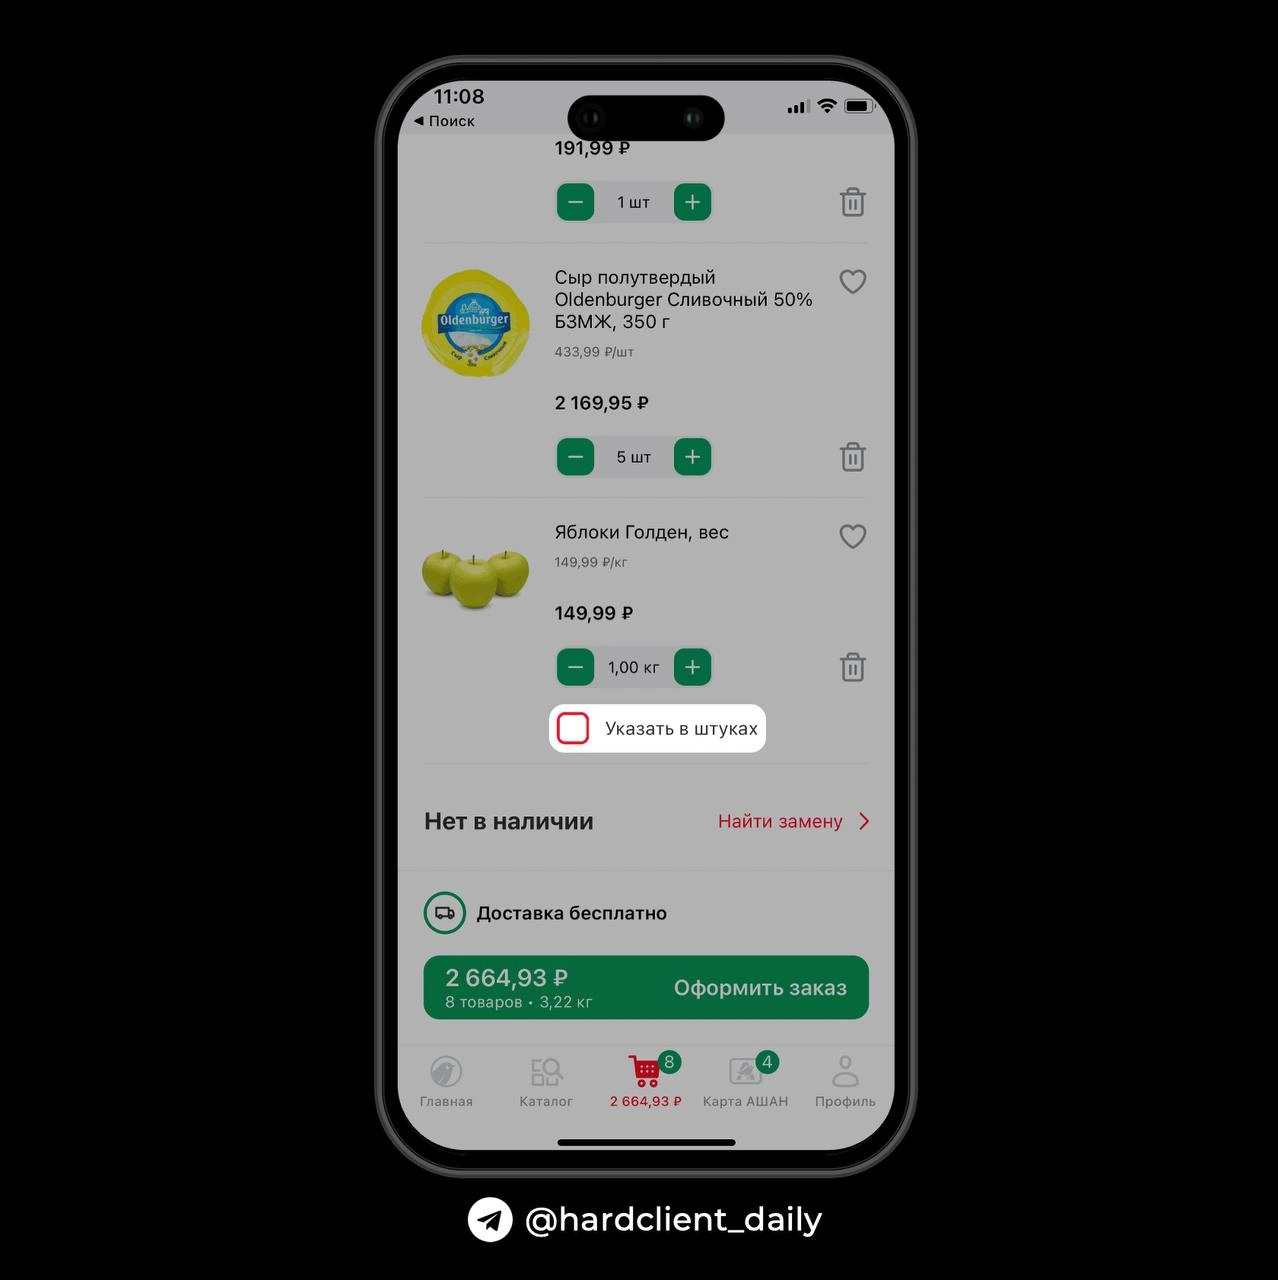 11:08
◀ Поиск
191,99 ₽
1 шт
Сыр полутвердый
Oldenburger Сливочный 50%
БЗМЖ, 350 г
Oldenburger
Сыр Сливочный
433,99 ₽/шт
2 169,95 ₽
5 шт
Яблоки Голден, вес
149,99 ₽/кг
149,99 ₽
1,00 кг
Указать в штуках
Нет в наличии
Найти замену
Доставка бесплатно
2 664,93 ₽
8 товаров • 3,22 кг
Оформить заказ
8
4
Главная
Каталог
2 664,93 ₽
Карта АШАН
Профиль
@hardclient_daily